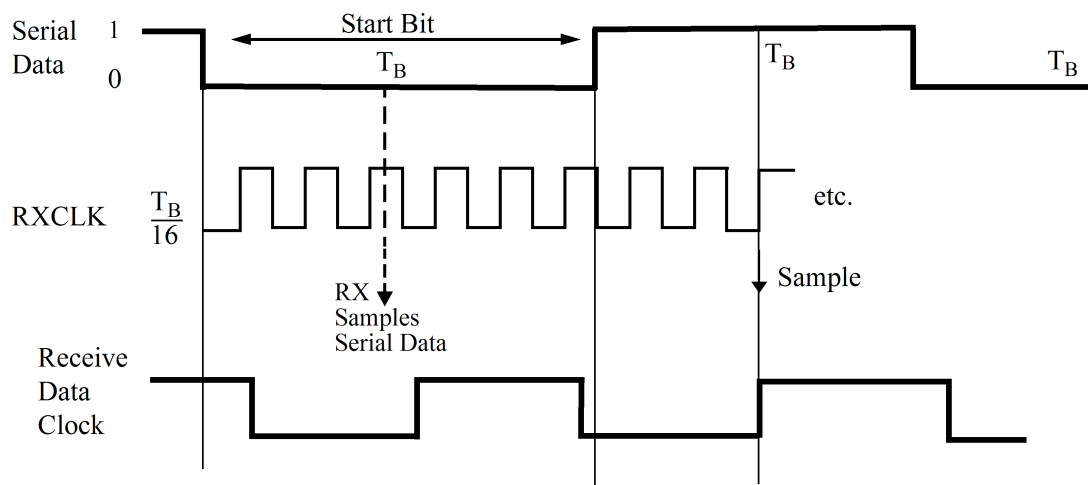 Serial 1
Data
0
Start Bit
T_B
T_B
T_B
RXCLK
T_B
16
etc.
Sample
RX
Samples
Serial Data
Receive
Data
Clock